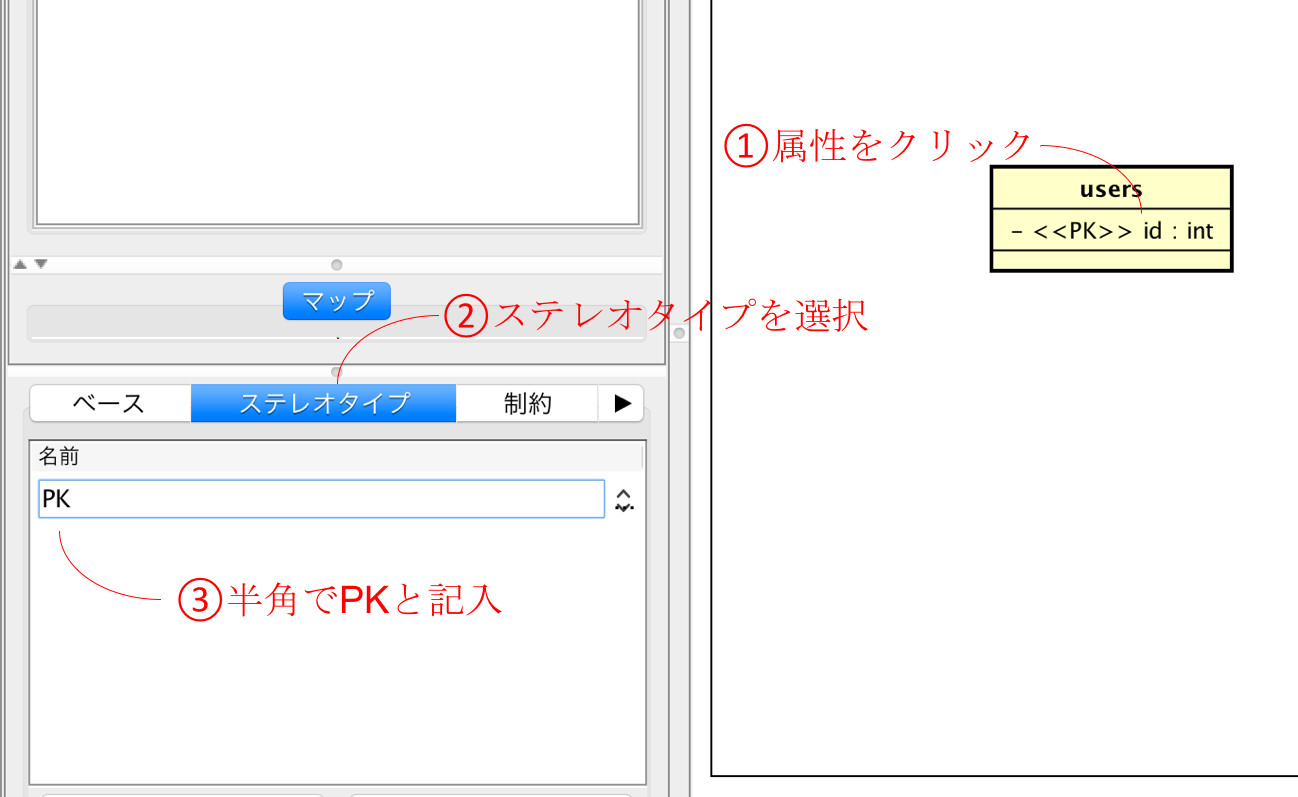 ①属性をクリック
users
- <<PK>> id : int
マップ
②ステレオタイプを選択
ベース
ステレオタイプ
制約
名前
PK
③半角でPKと記入